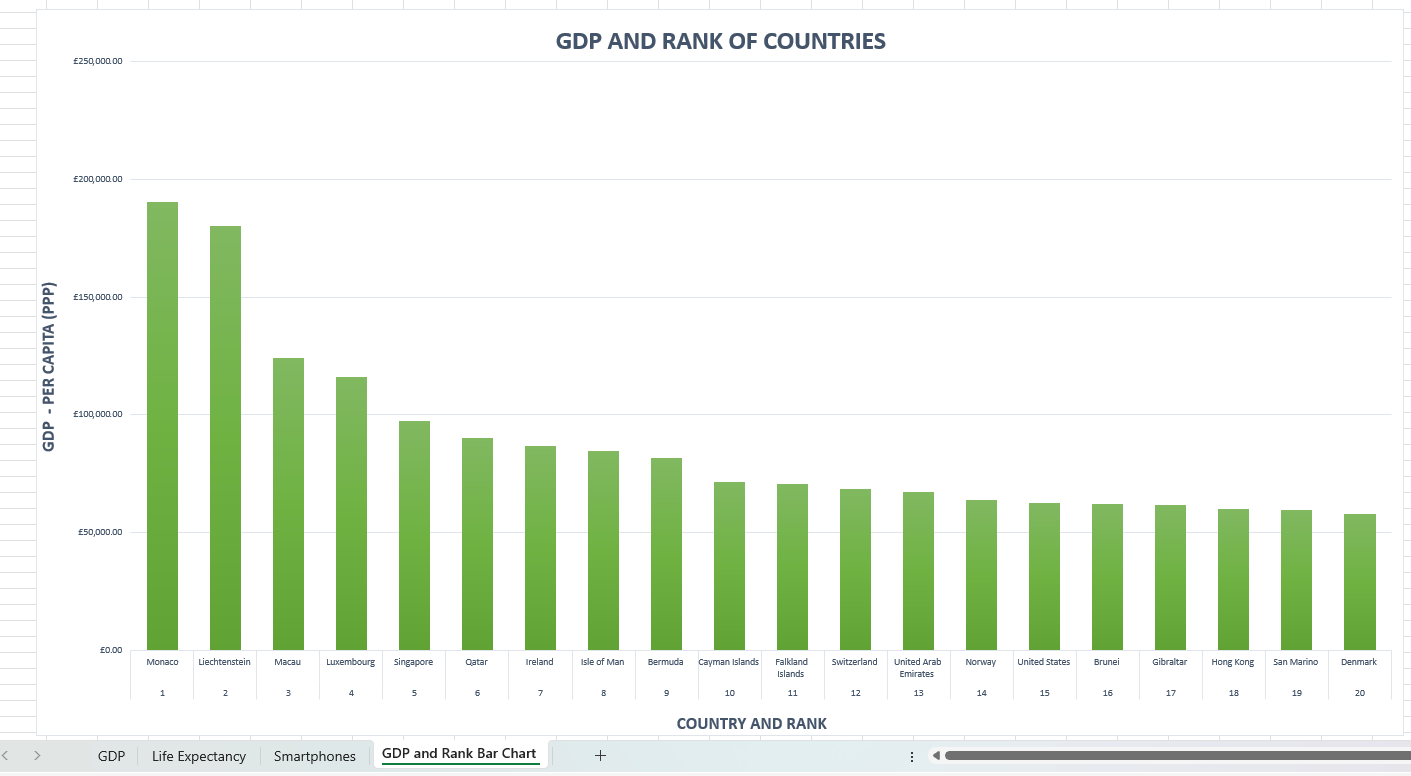 GDP AND RANK OF COUNTRIES
£250,000.00
£200,000.00
£150,000.00
£100,000.00
£50,000.00
£0.00
GDP - PER CAPITA (PPP)
Monaco Liechtenstein Macau Luxembourg Singapore Qatar Ireland Isle of Man Bermuda Cayman Islands Falkland Islands Switzerland United Arab Emirates Norway United States Brunei Gibraltar Hong Kong San Marino Denmark
1 2 3 4 5 6 7 8 9 10 11 12 13 14 15 16 17 18 19 20
COUNTRY AND RANK
GDP Life Expectancy Smartphones GDP and Rank Bar Chart